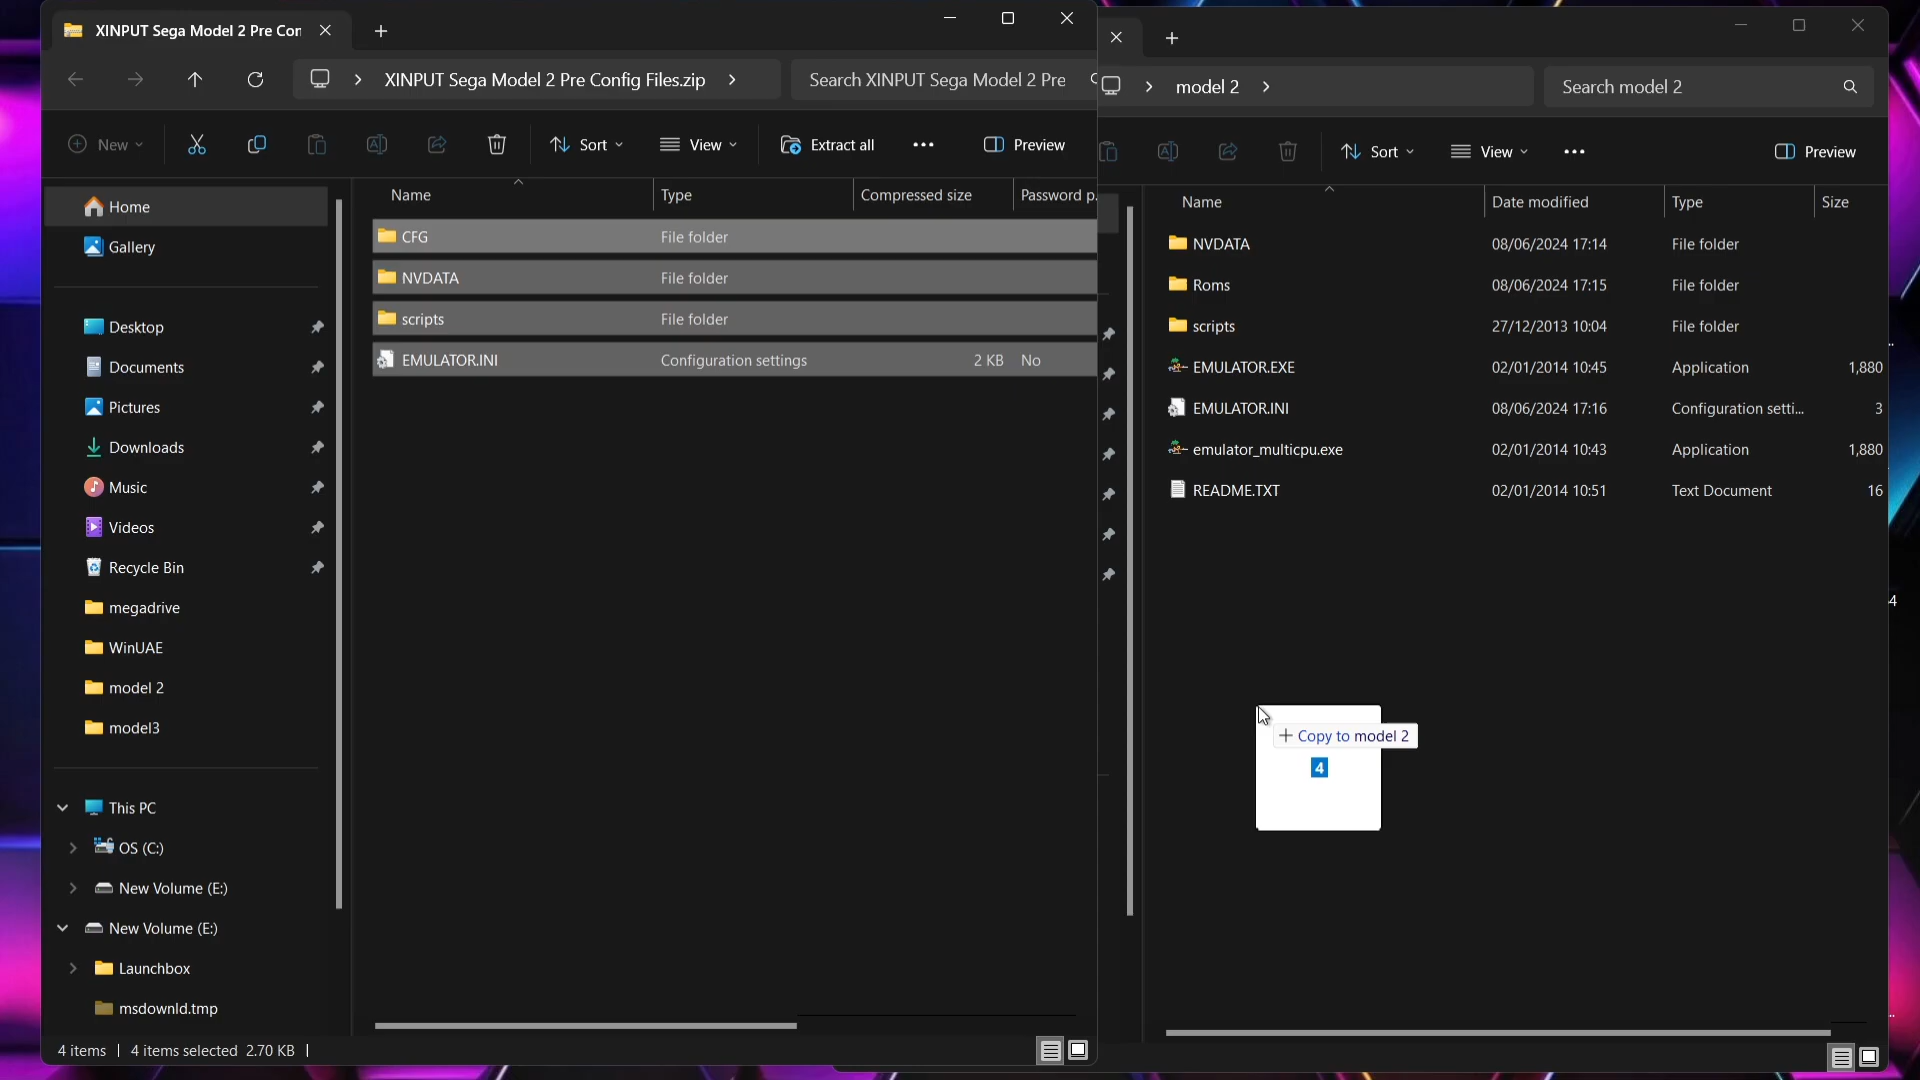 XINPUT Sega Model 2 Pre Con
XINPUT Sega Model 2 Pre Config Files.zip
Search XINPUT Sega Model 2 Pre
New
Sort
View
Extract all
Preview
Home
Gallery
Desktop
Documents
Pictures
Downloads
Music
Videos
Recycle Bin
megadrive
WinUAE
model 2
model3
This PC
OS (C:)
New Volume (E:)
New Volume (E:)
Launchbox
msdownld.tmp
Name Type Compressed size Password p
CFG File folder
NVDATA File folder
scripts File folder
EMULATOR.INI Configuration settings 2 KB No
4 items 4 items selected 2.70 KB
model 2
Search model 2
Sort
View
Preview
Name Date modified Type Size
NVDATA 08/06/2024 17:14 File folder
Roms 08/06/2024 17:15 File folder
scripts 27/12/2013 10:04 File folder
EMULATOR.EXE 02/01/2014 10:45 Application 1,880
EMULATOR.INI 08/06/2024 17:16 Configuration setti... 3
emulator_multicpu.exe 02/01/2014 10:43 Application 1,880
README.TXT 02/01/2014 10:51 Text Document 16
+ Copy to model 2
4
4